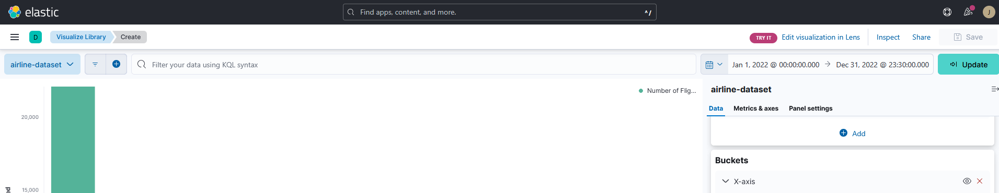 elastic
Find apps, content, and more.
^/
J
D
Visualize Library
Create
TRY IT
Edit visualization in Lens
Inspect
Share
Save
airline-dataset
Filter your data using KQL syntax
Jan 1, 2022 @ 00:00:00.000 → Dec 31, 2022 @ 23:30:00.000
Update
Number of Flig...
20,000
15,000
airline-dataset
Data
Metrics & axes
Panel settings
Add
Buckets
X-axis